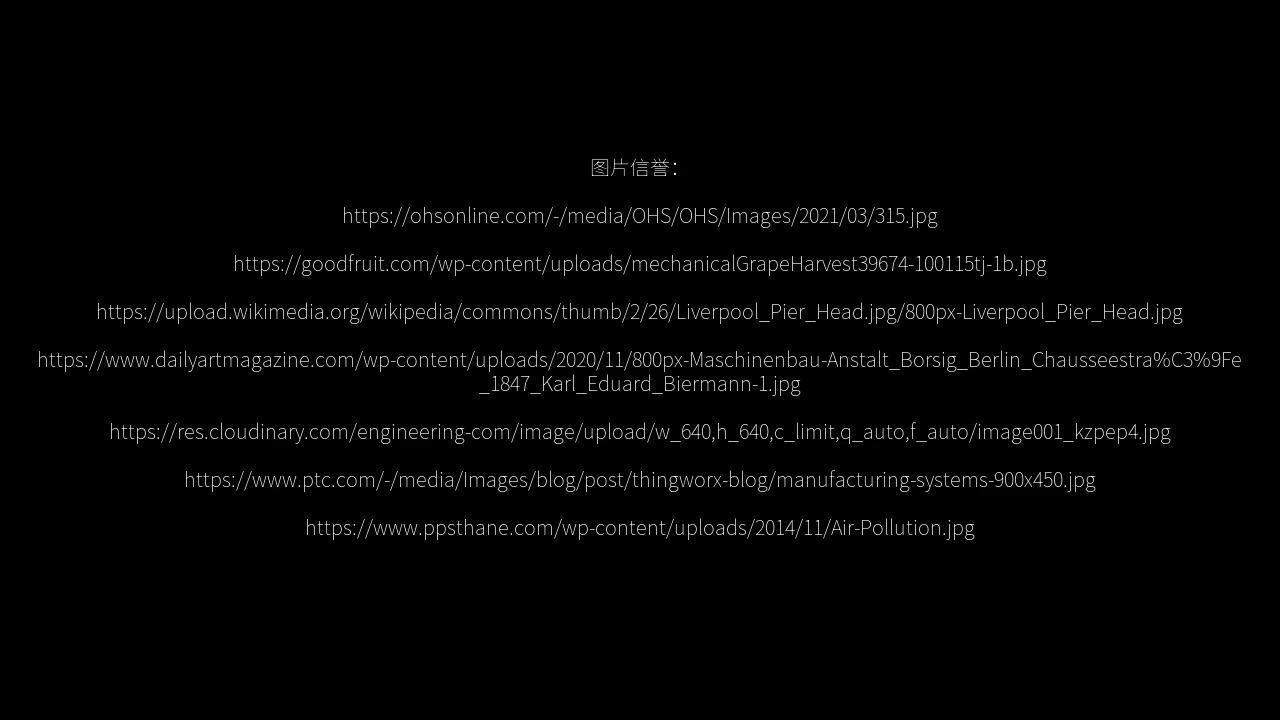 图片信誉：
https://ohsonline.com/-/media/OHS/OHS/Images/2021/03/315.jpg
https://goodfruit.com/wp-content/uploads/mechanicalGrapeHarvest39674-100115tj-1b.jpg
https://upload.wikimedia.org/wikipedia/commons/thumb/2/26/Liverpool_Pier_Head.jpg/800px-Liverpool_Pier_Head.jpg
https://www.dailyartmagazine.com/wp-content/uploads/2020/11/800px-Maschinenbau-Anstalt_Borsig_Berlin_Chausseestra%C3%9Fe
_1847_Karl_Eduard_Biermann-1.jpg
https://res.cloudinary.com/engineering-com/image/upload/w_640,h_640,c_limit,q_auto,f_auto/image001_kzpep4.jpg
https://www.ptc.com/-/media/Images/blog/post/thingworx-blog/manufacturing-systems-900x450.jpg
https://www.ppsthane.com/wp-content/uploads/2014/11/Air-Pollution.jpg